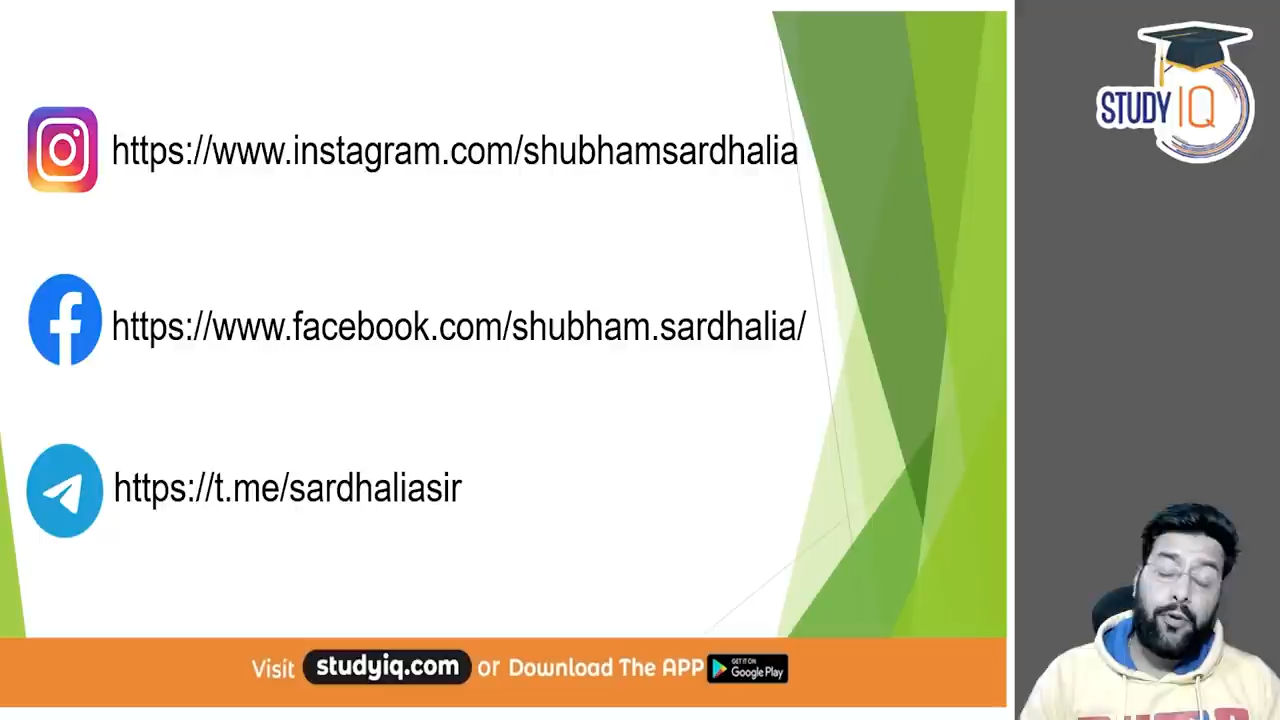 https://www.instagram.com/shubhamsardhalia
STUDY IQ
https://www.facebook.com/shubham.sardhalia/
https://t.me/sardhaliasir
Visit studyiq.com or Download The APP GET IT ON Google Play